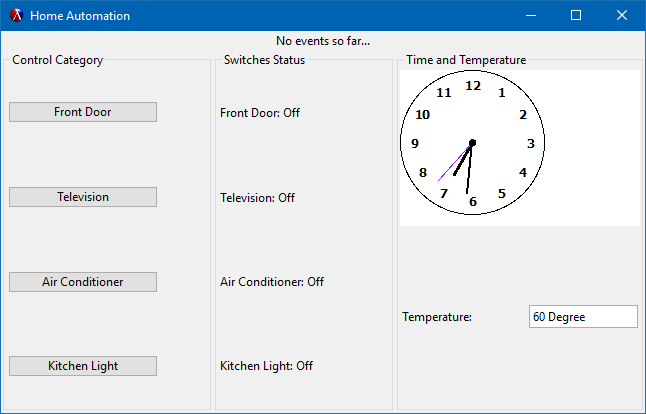 Home Automation
No events so far...
Control Category
Front Door
Television
Air Conditioner
Kitchen Light
Switches Status
Front Door: Off
Television: Off
Air Conditioner: Off
Kitchen Light: Off
Time and Temperature
12
1
2
3
4
5
6
7
8
9
10
11
Temperature:
60 Degree